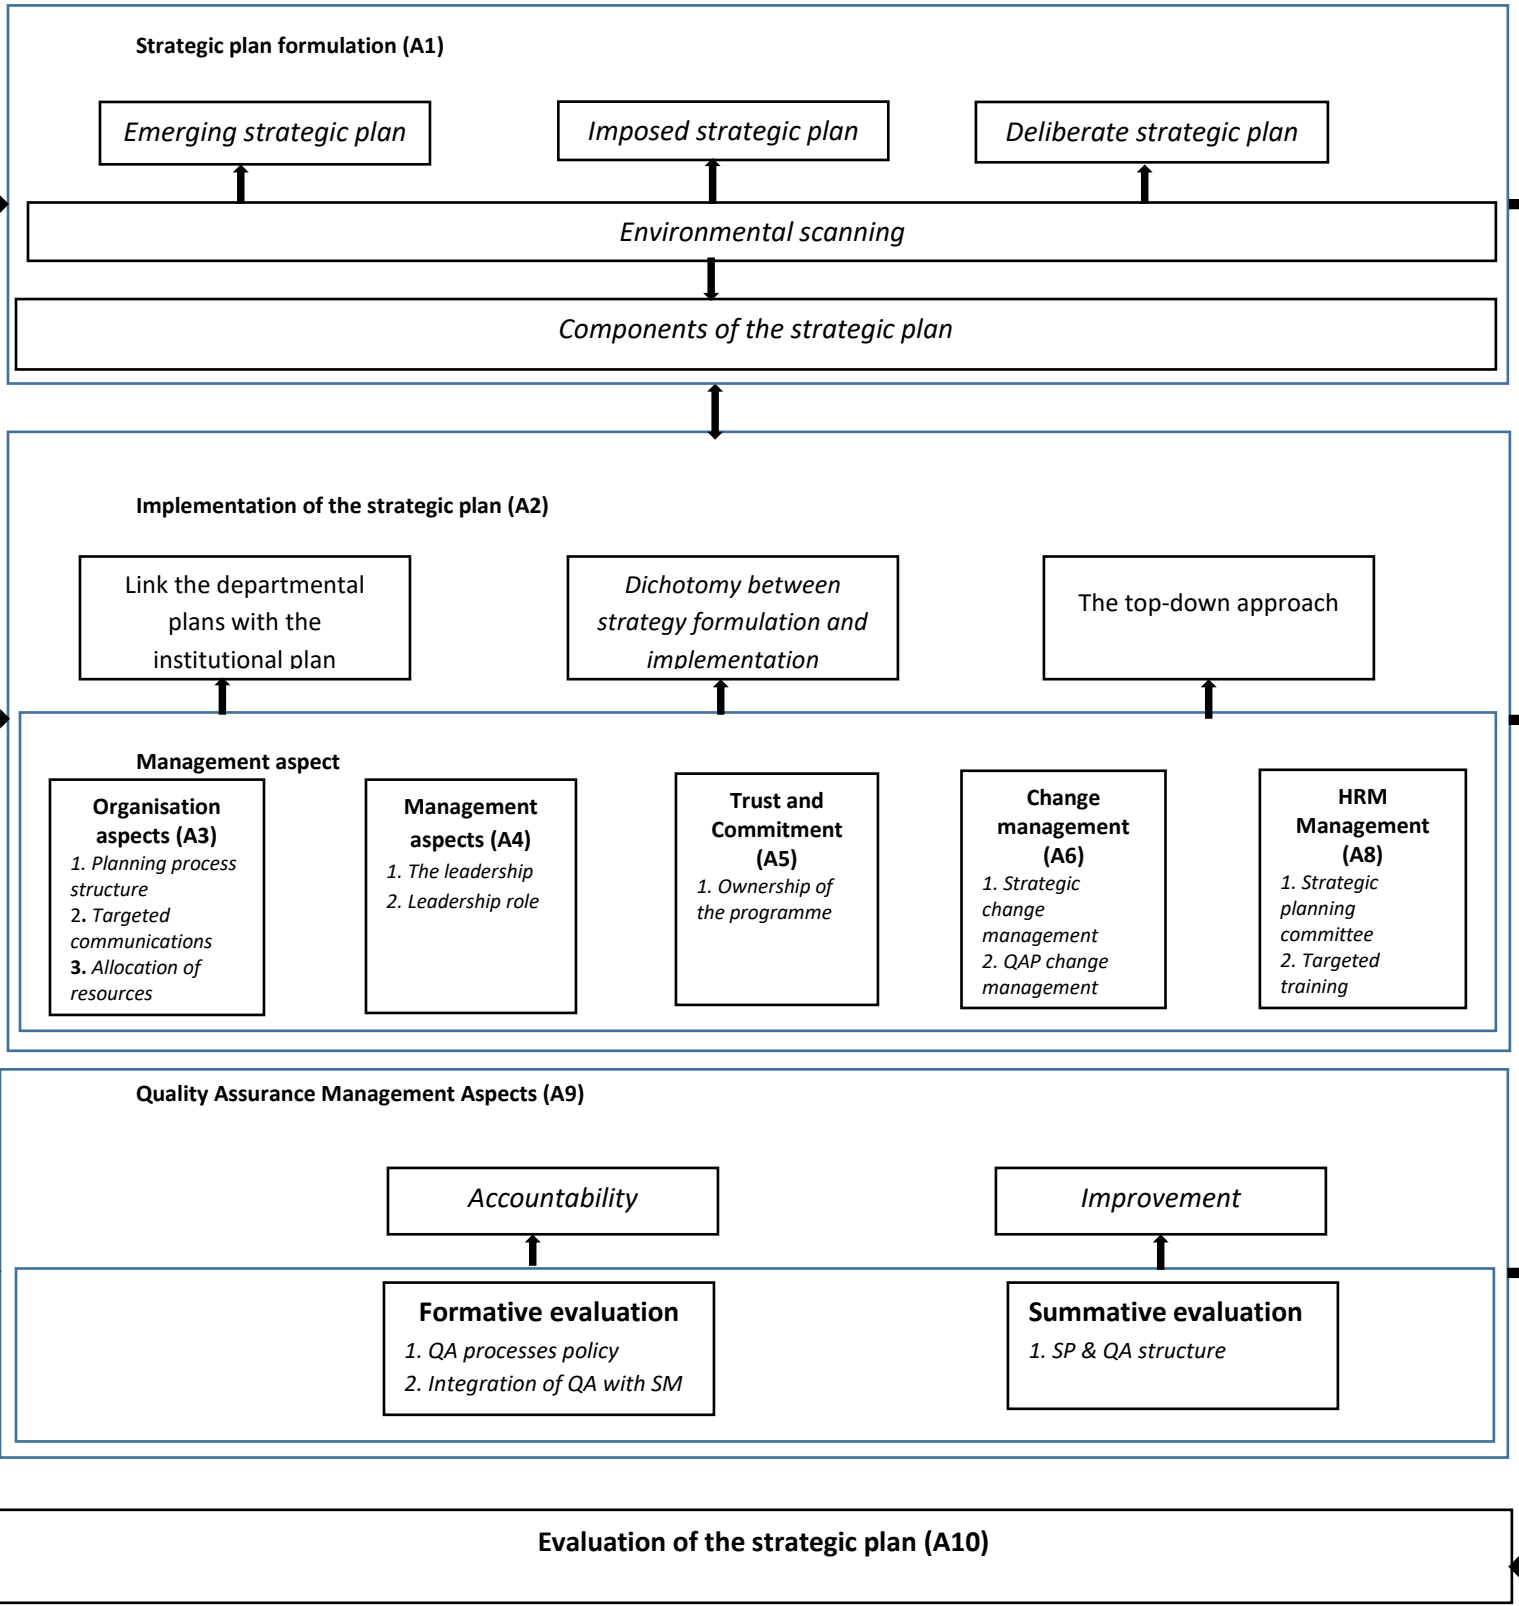 Strategic plan formulation (A1)
Emerging strategic plan
Imposed strategic plan
Deliberate strategic plan
Environmental scanning
Components of the strategic plan
Implementation of the strategic plan (A2)
Link the departmental
plans with the
institutional plan
Dichotomy between
strategy formulation and
implementation
The top-down approach
Management aspect
Organisation
aspects (A3)
1. Planning process
structure
2. Targeted
communications
3. Allocation of
resources
Management
aspects (A4)
1. The leadership
2. Leadership role
Trust and
Commitment
(A5)
1. Ownership of
the programme
Change
management
(A6)
1. Strategic
change
management
2. QAP change
management
HRM
Management
(A8)
1. Strategic
planning
committee
2. Targeted
training
Quality Assurance Management Aspects (A9)
Accountability
Improvement
Formative evaluation
1. QA processes policy
2. Integration of QA with SM
Summative evaluation
1. SP & QA structure
Evaluation of the strategic plan (A10)